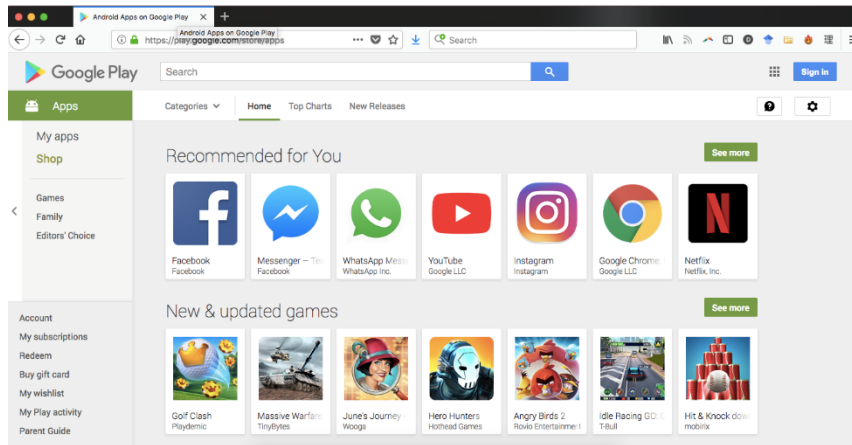 Android Apps on Google Play
Android Apps on Google Play
https://play.google.com/store/apps
Search
Google Play
Search
Sign in
Apps
Categories
Home
Top Charts
New Releases
My apps
Shop
Games
Family
Editors' Choice
Account
My subscriptions
Redeem
Buy gift card
My wishlist
My Play activity
Parent Guide
Recommended for You
See more
Facebook
Facebook
Messenger –
Facebook
WhatsApp
WhatsApp Inc.
YouTube
Google LLC
Instagram
Instagram
Google Chrome:
Google LLC
Netflix
Netflix, Inc.
New & updated games
See more
Golf Clash
Playdemic
Massive Warfare
TinyBytes
June's Journey -
Wooga
Hero Hunters
Hothead Games
Angry Birds 2
Rovio Entertainment
Idle Racing GO:
T-Bull
Hit & Knock down
mobirix